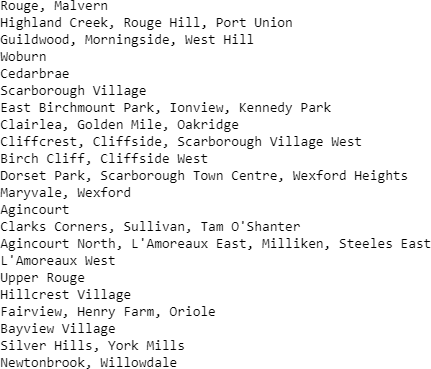 Rouge, Malvern
Highland Creek, Rouge Hill, Port Union
Guildwood, Morningside, West Hill
Woburn
Cedarbrae
Scarborough Village
East Birchmount Park, Ionview, Kennedy Park
Clairlea, Golden Mile, Oakridge
Cliffcrest, Cliffside, Scarborough Village West
Birch Cliff, Cliffside West
Dorset Park, Scarborough Town Centre, Wexford Heights
Maryvale, Wexford
Agincourt
Clarks Corners, Sullivan, Tam O'Shanter
Agincourt North, L'Amoreaux East, Milliken, Steeles East
L'Amoreaux West
Upper Rouge
Hillcrest Village
Fairview, Henry Farm, Oriole
Bayview Village
Silver Hills, York Mills
Newtonbrook, Willowdale